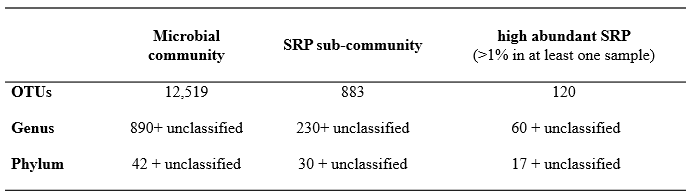 Microbial community SRP sub-community high abundant SRP (>1% in at least one sample)
OTUs 12,519 883 120
Genus 890+ unclassified 230+ unclassified 60 + unclassified
Phylum 42 + unclassified 30 + unclassified 17 + unclassified